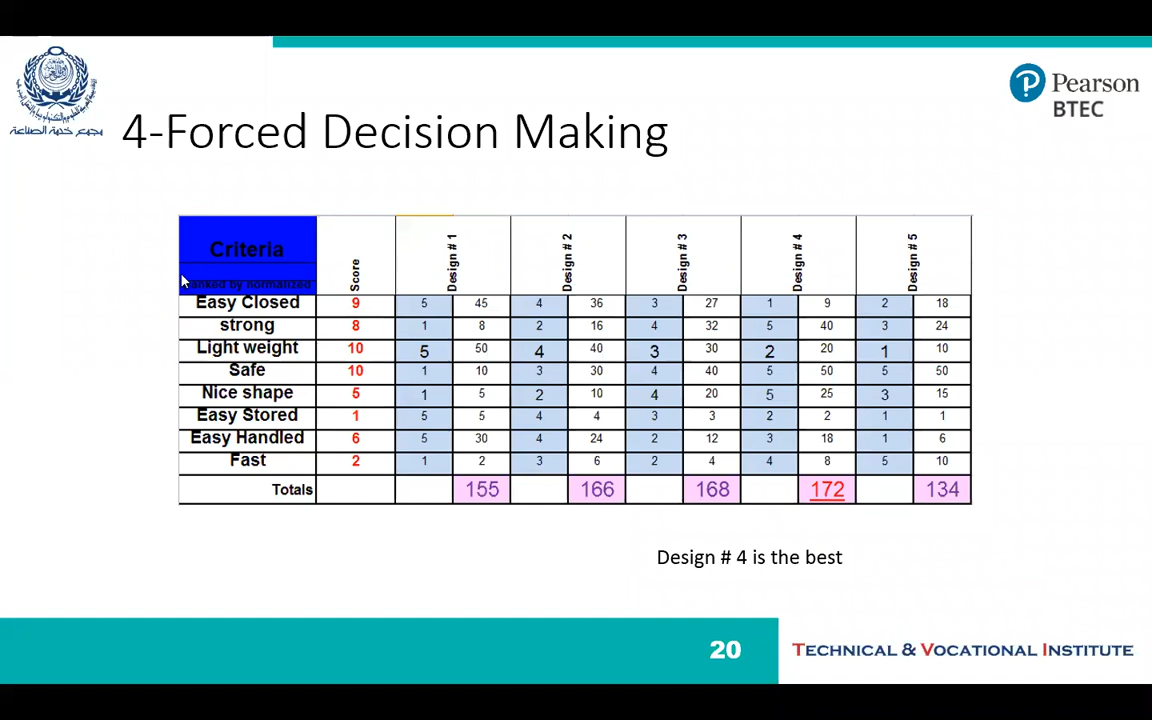 Pearson
BTEC
مجمع خدمة الصناعة
4-Forced Decision Making
Criteria
ranked by normalized
Score
Design # 1
Design # 2
Design # 3
Design # 4
Design # 5
Easy Closed 9 5 45 4 36 3 27 1 9 2 18
strong 8 1 8 2 16 4 32 5 40 3 24
Light weight 10 5 50 4 40 3 30 2 20 1 10
Safe 10 1 10 3 30 4 40 5 50 5 50
Nice shape 5 1 5 2 10 4 20 5 25 3 15
Easy Stored 1 5 5 4 4 3 3 2 2 1 1
Easy Handled 6 5 30 4 24 2 12 3 18 1 6
Fast 2 1 2 3 6 2 4 4 8 5 10
Totals 155 166 168 172 134
Design # 4 is the best
20
TECHNICAL & VOCATIONAL INSTITUTE